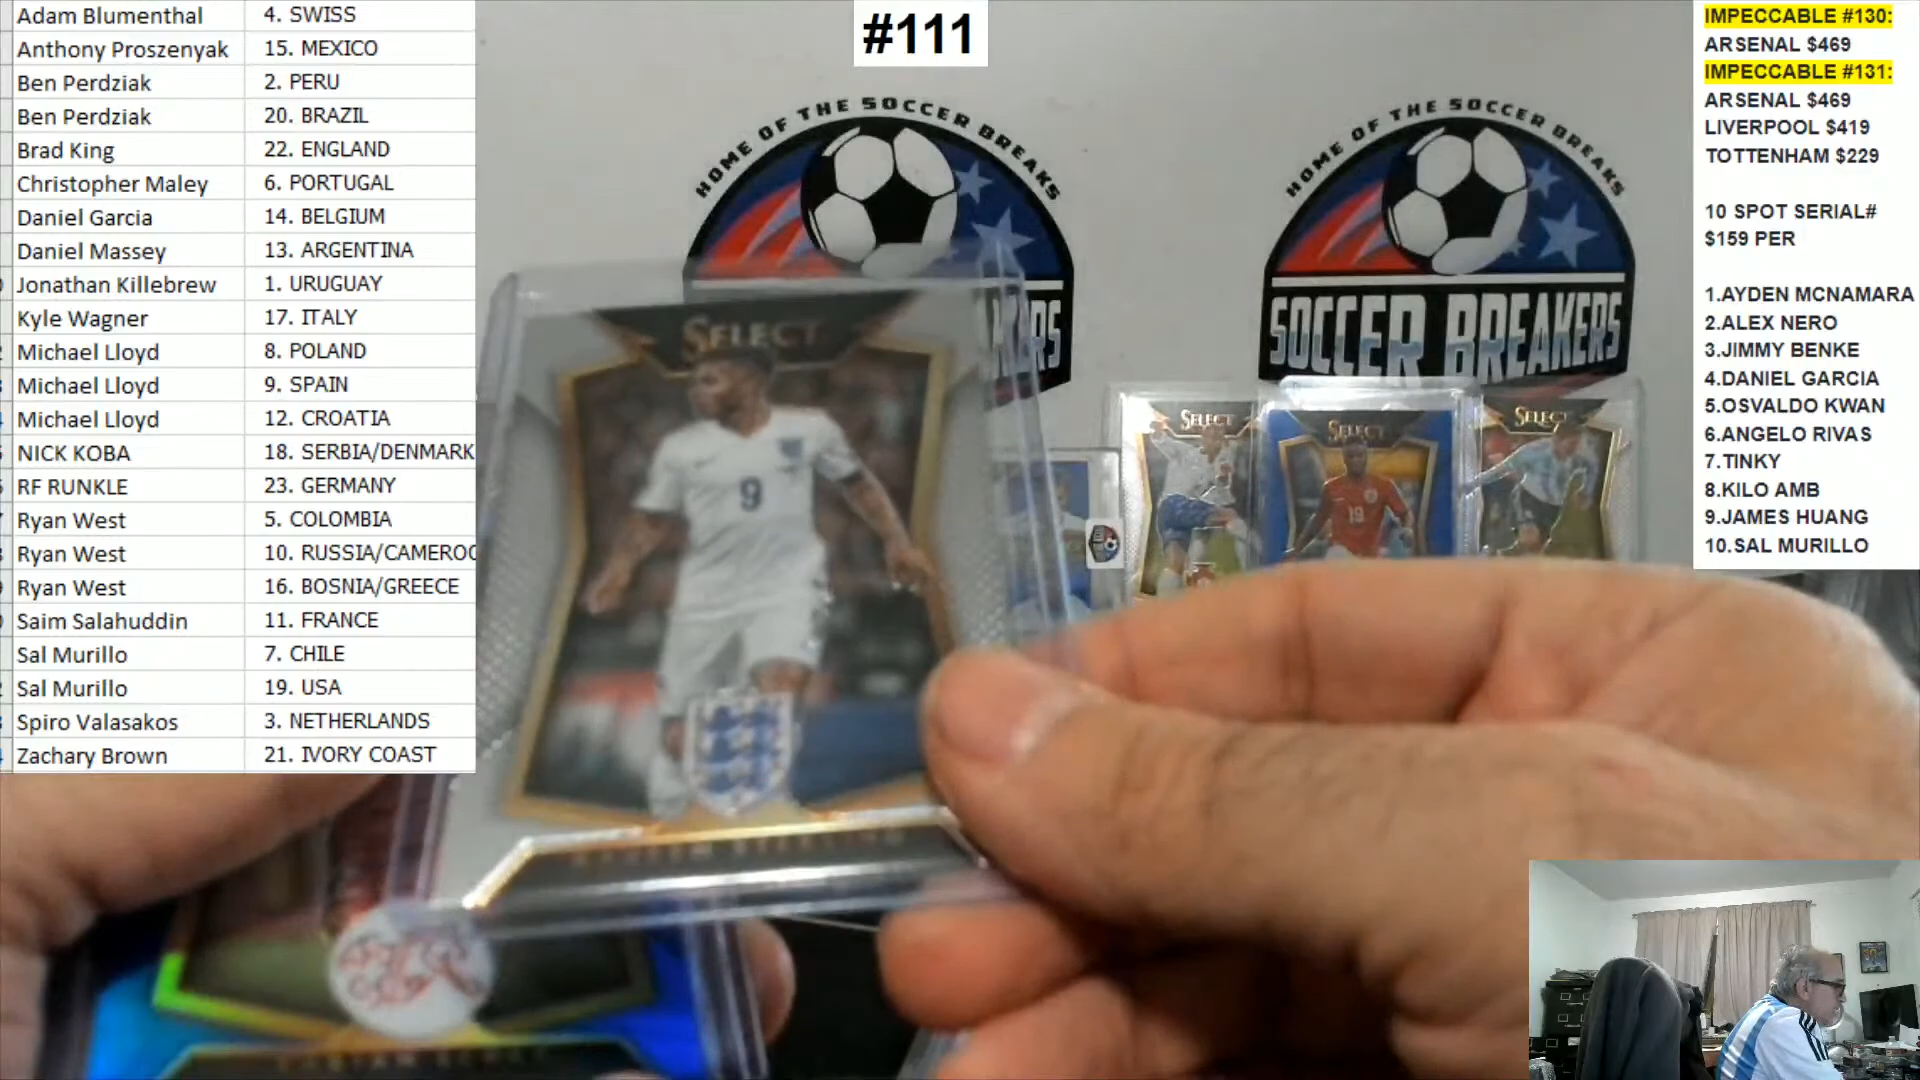 Adam Blumenthal 4. SWISS
Anthony Proszenyak 15. MEXICO
Ben Perdziak 2. PERU
Ben Perdziak 20. BRAZIL
Brad King 22. ENGLAND
Christopher Maley 6. PORTUGAL
Daniel Garcia 14. BELGIUM
Daniel Massey 13. ARGENTINA
Jonathan Killebrew 1. URUGUAY
Kyle Wagner 17. ITALY
Michael Lloyd 8. POLAND
Michael Lloyd 9. SPAIN
Michael Lloyd 12. CROATIA
NICK KOBA 18. SERBIA/DENMARK
RF RUNKLE 23. GERMANY
Ryan West 5. COLOMBIA
Ryan West 10. RUSSIA/CAMEROO
Ryan West 16. BOSNIA/GREECE
Saim Salahuddin 11. FRANCE
Sal Murillo 7. CHILE
Sal Murillo 19. USA
Spiro Valasakos 3. NETHERLANDS
Zachary Brown 21. IVORY COAST
#111
HOME OF THE SOCCER BREAKS
HOME OF THE SOCCER BREAKS
SOCCER BREAKERS
SELECT
9
SELECT
SELECT
19
SELECT
IMPECCABLE #130:
ARSENAL $469
IMPECCABLE #131:
ARSENAL $469
LIVERPOOL $419
TOTTENHAM $229
10 SPOT SERIAL#
$159 PER
1.AYDEN MCNAMARA
2.ALEX NERO
3.JIMMY BENKE
4.DANIEL GARCIA
5.OSVALDO KWAN
6.ANGELO RIVAS
7.TINKY
8.KILO AMB
9.JAMES HUANG
10.SAL MURILLO